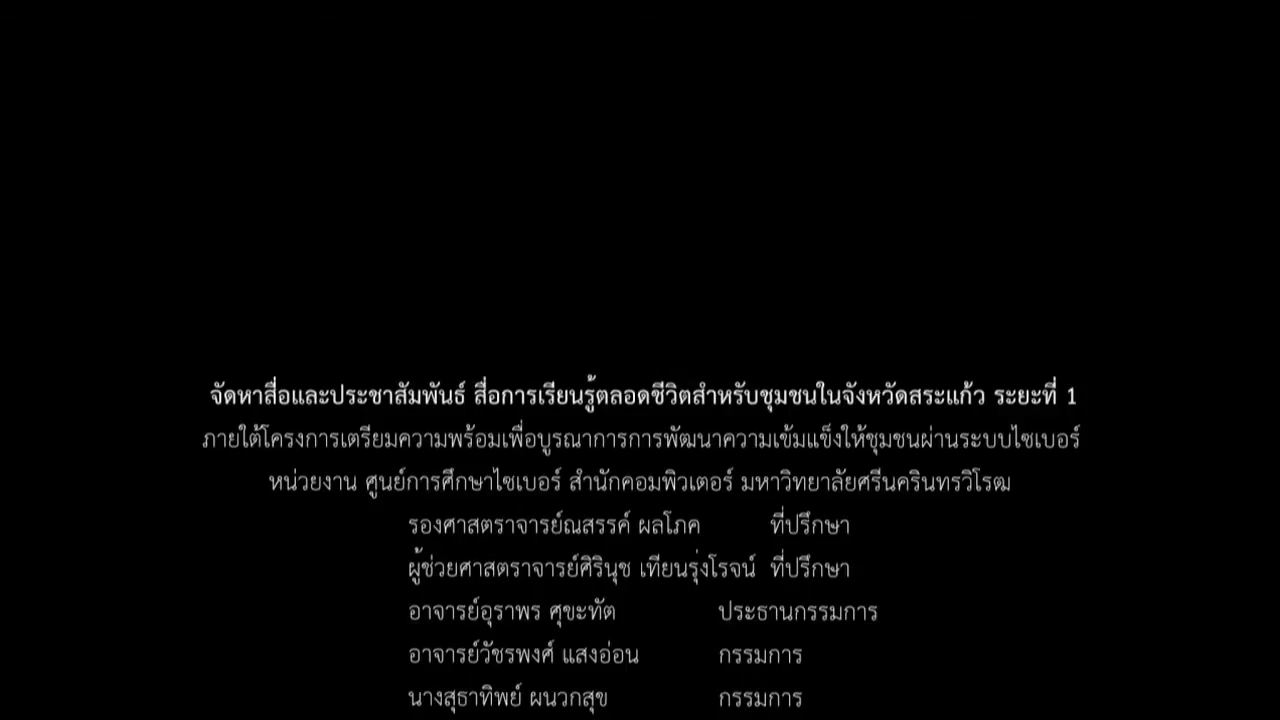 จัดหาสื่อและประชาสัมพันธ์ สื่อการเรียนรู้ตลอดชีวิตสำหรับชุมชนในจังหวัดสระแก้ว ระยะที่ 1
ภายใต้โครงการเตรียมความพร้อมเพื่อบูรณาการการพัฒนาความเข้มแข็งให้ชุมชนผ่านระบบไซเบอร์
หน่วยงาน ศูนย์การศึกษาไซเบอร์ สำนักคอมพิวเตอร์ มหาวิทยาลัยศรีนครินทรวิโรฒ
รองศาสตราจารย์ณสรรค์ ผลโภค ที่ปรึกษา
ผู้ช่วยศาสตราจารย์ศิรินุช เทียนรุ่งโรจน์ ที่ปรึกษา
อาจารย์อุราพร ศุขะทัต ประธานกรรมการ
อาจารย์วัชรพงศ์ แสงอ่อน กรรมการ
นางสุธาทิพย์ ผนวกสุข กรรมการ